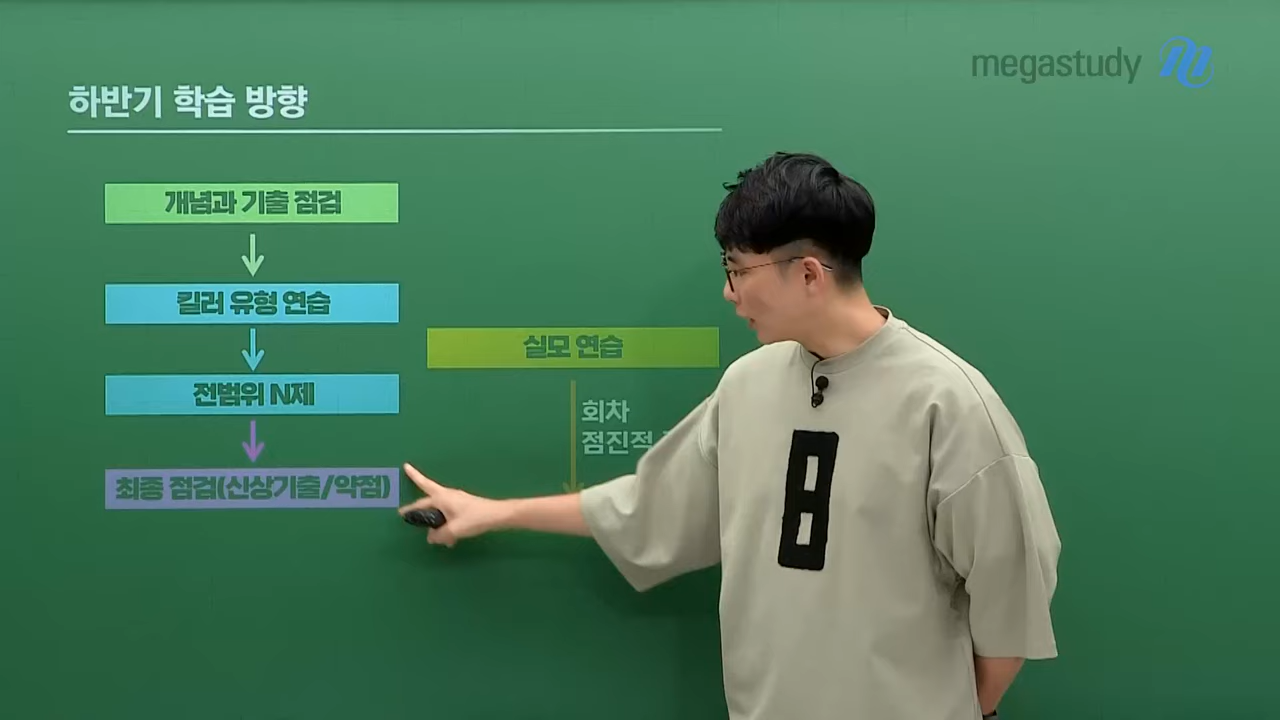 megastudy
하반기 학습 방향
개념과 기출 점검
킬러 유형 연습
전범위 N제
최종 점검(신상기출/약점)
실모 연습
회차
점진적